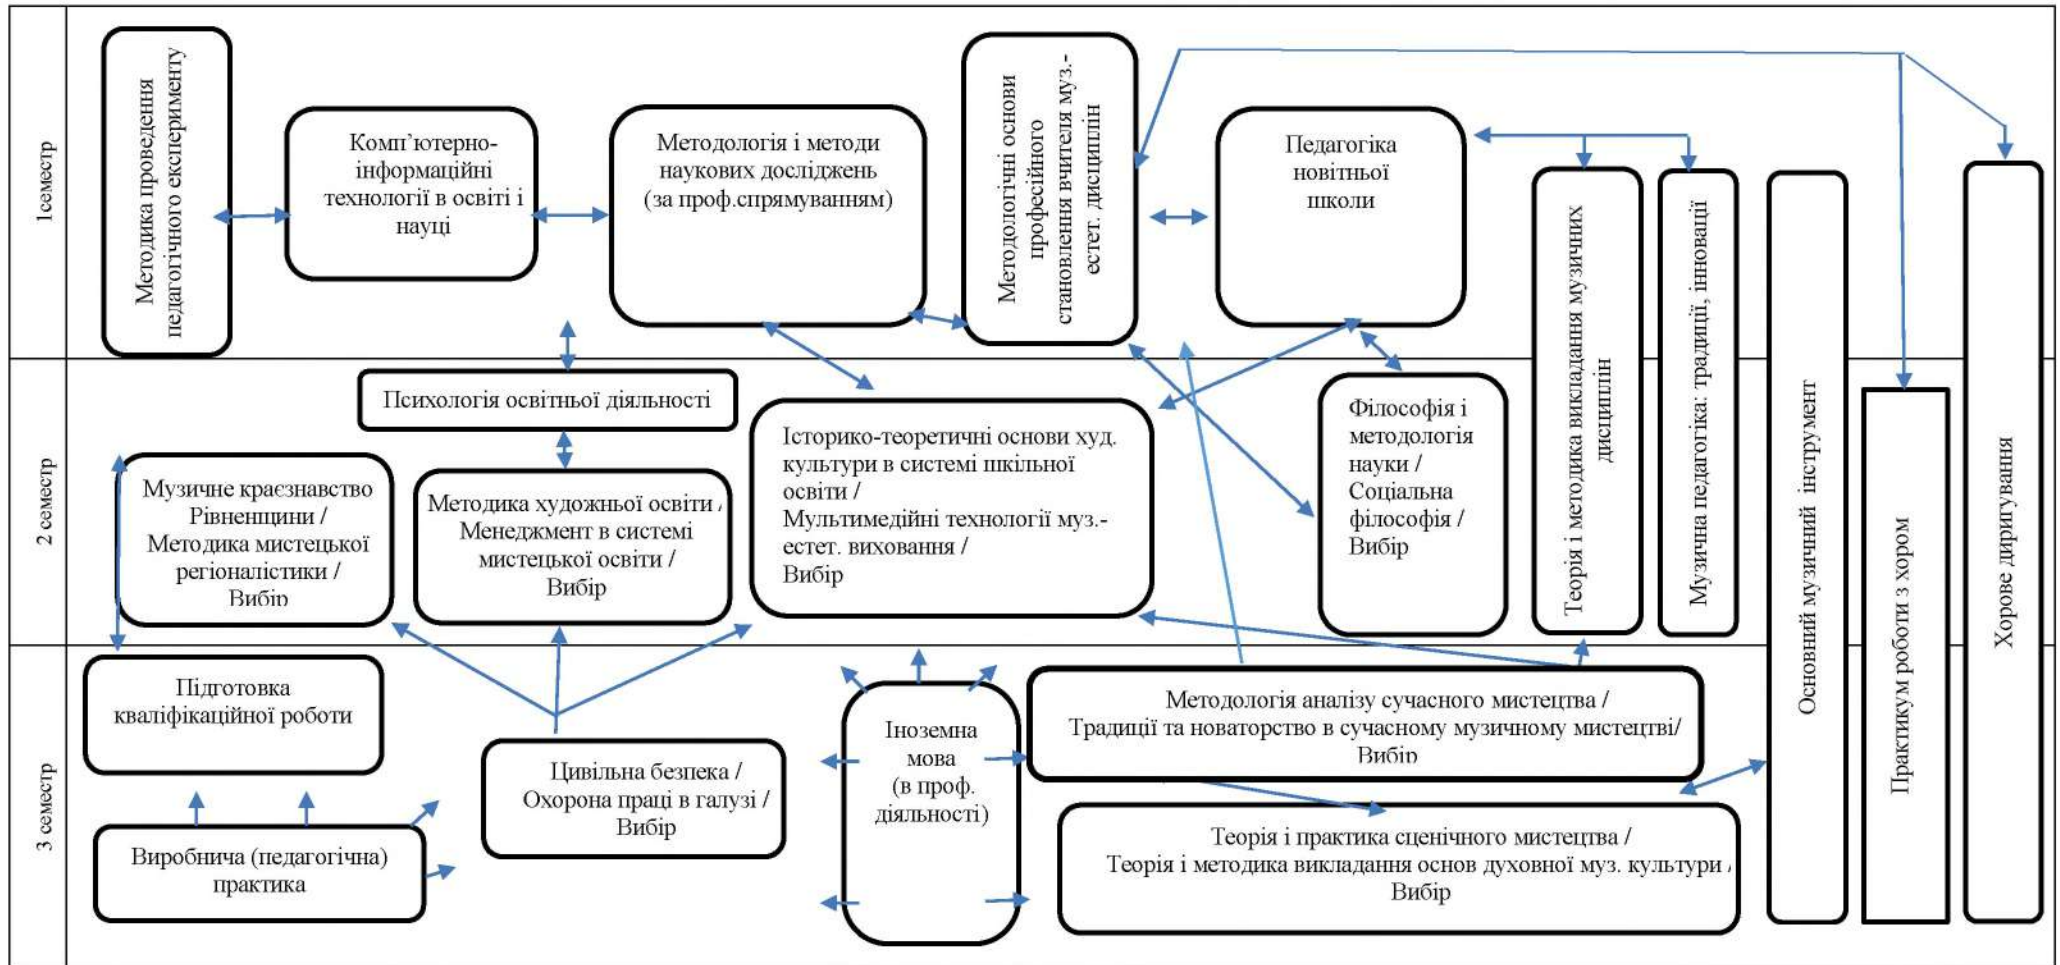 1семестр
Методика проведення
педагогічного експерименту
Комп’ютерно-
інформаційні
технології в освіті і
науці
Методологія і методи
наукових досліджень
(за проф.спрямуванням)
Методологічні основи
професійного
становлення вчителя муз.-
естет. дисциплін
Педагогіка
новітньої
школи
Теорія і методика викладання музичних
дисциплін
Музична педагогіка: традиції, інновації
Основний музичний інструмент
Практикум роботи з хором
Хорове диригування
2 семестр
Психологія освітньої діяльності
Музичне краєзнавство
Рівненщини /
Методика мистецької
регіоналістики /
Вибір
Методика художньої освіти /
Менеджмент в системі
мистецької освіти /
Вибір
Історико-теоретичні основи худ.
культури в системі шкільної
освіти /
Мультимедійні технології муз.-
естет. виховання /
Вибір
Філософія і
методологія
науки /
Соціальна
філософія /
Вибір
3 семестр
Підготовка
кваліфікаційної роботи
Виробнича (педагогічна)
практика
Цивільна безпека /
Охорона праці в галузі /
Вибір
Іноземна
мова
(в проф.
діяльності)
Методологія аналізу сучасного мистецтва /
Традиції та новаторство в сучасному музичному мистецтві/
Вибір
Теорія і практика сценічного мистецтва /
Теорія і методика викладання основ духовної муз. культури /
Вибір